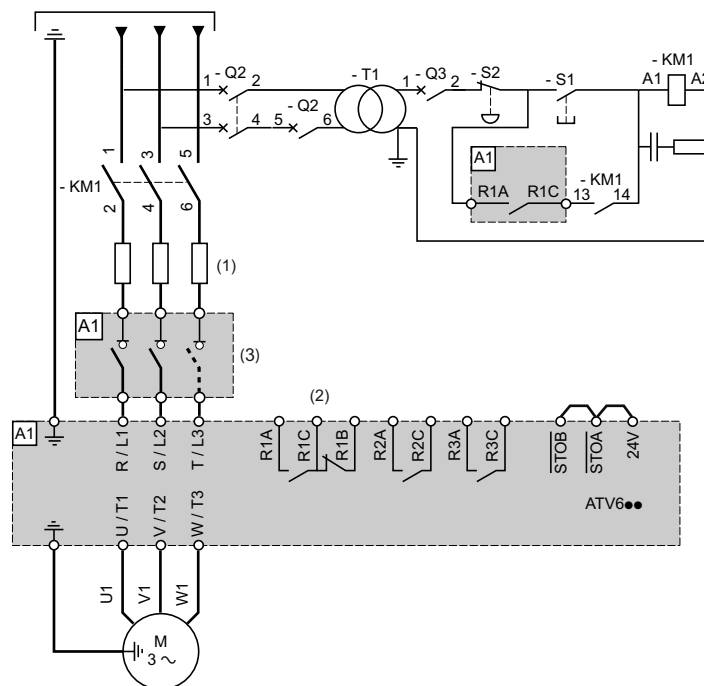 - Q2
1
2
3
4
- Q2
5
6
- T1
1
- Q3
2
- S2
- S1
- KM1
A1
A2
A1
R1A
R1C
- KM1
13
14
1
3
5
- KM1
2
4
6
(1)
A1
(3)
(2)
A1
R / L1
S / L2
T / L3
R1A
R1C
R1B
R2A
R2C
R3A
R3C
STOB
STOA
24V
ATV6●●
U / T1
V / T2
W / T3
U1
V1
W1
M
3 ~